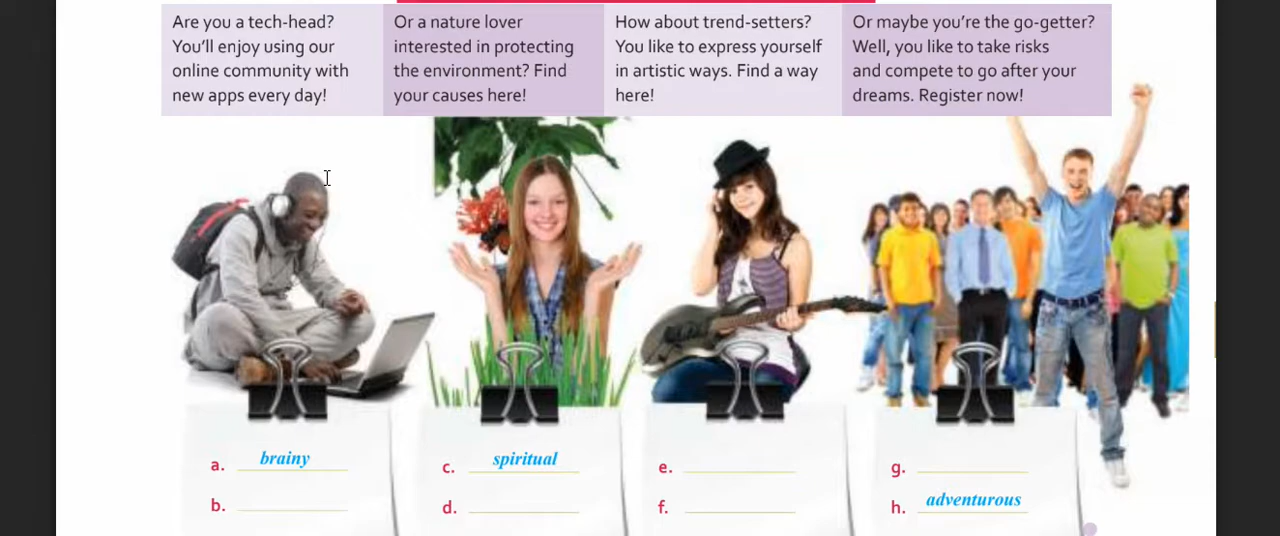 Are you a tech-head?
You'll enjoy using our
online community with
new apps every day!
Or a nature lover
interested in protecting
the environment? Find
your causes here!
How about trend-setters?
You like to express yourself
in artistic ways. Find a way
here!
Or maybe you're the go-getter?
Well, you like to take risks
and compete to go after your
dreams. Register now!
a. brainy
b.
c. spiritual
d.
e.
f.
g.
h. adventurous